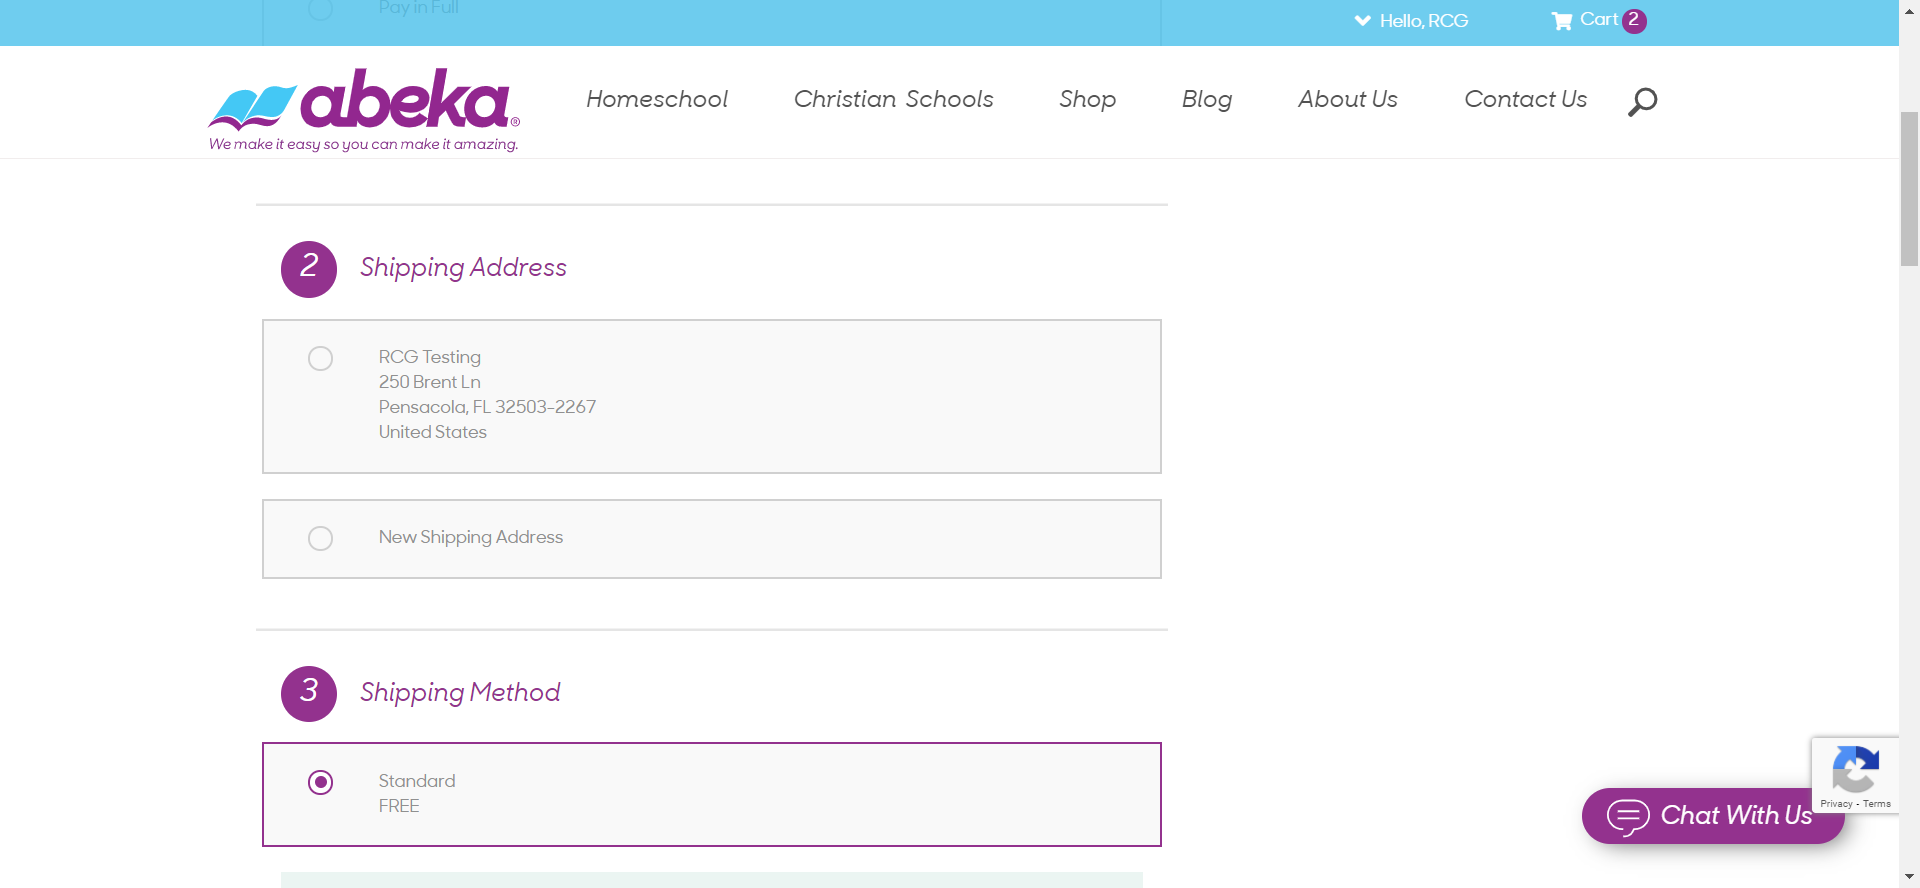 Pay in Full
Hello, RCG
Cart 2
abeka®
We make it easy so you can make it amazing.
Homeschool
Christian Schools
Shop
Blog
About Us
Contact Us
2 Shipping Address
RCG Testing
250 Brent Ln
Pensacola, FL 32503-2267
United States
New Shipping Address
3 Shipping Method
Standard
FREE
Privacy - Terms
Chat With Us